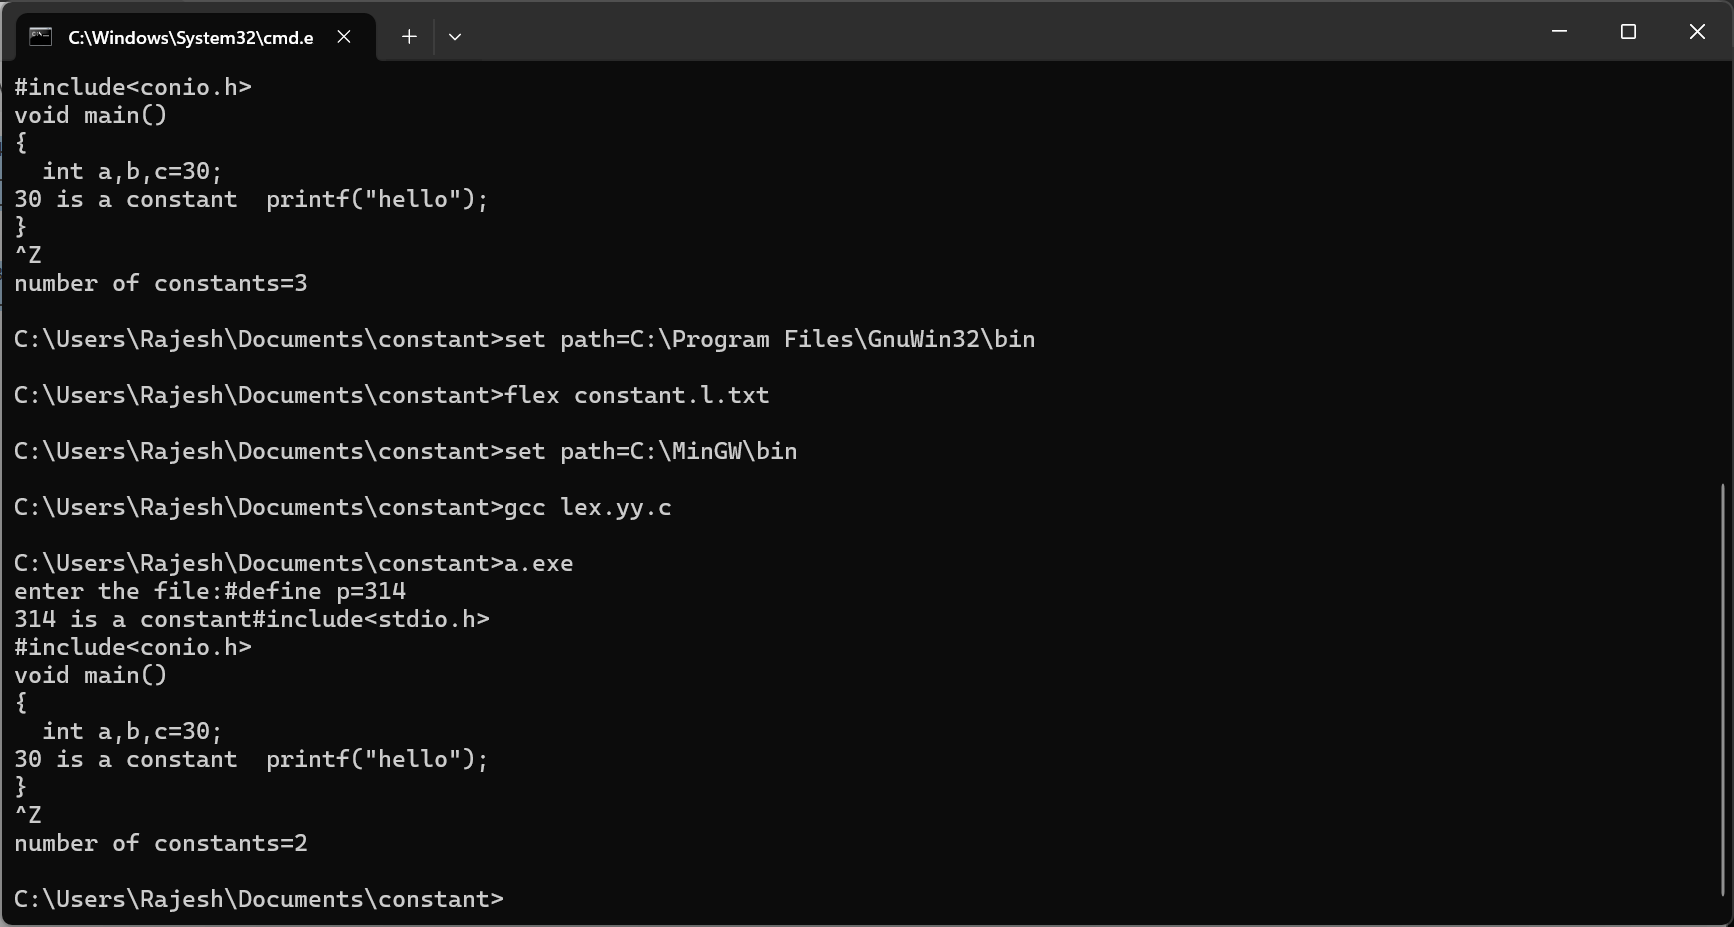 C:\Windows\System32\cmd.e
#include<conio.h>
void main()
{
  int a,b,c=30;
30 is a constant  printf("hello");
}
^Z
number of constants=3
C:\Users\Rajesh\Documents\constant>set path=C:\Program Files\GnuWin32\bin
C:\Users\Rajesh\Documents\constant>flex constant.l.txt
C:\Users\Rajesh\Documents\constant>set path=C:\MinGW\bin
C:\Users\Rajesh\Documents\constant>gcc lex.yy.c
C:\Users\Rajesh\Documents\constant>a.exe
enter the file:#define p=314
314 is a constant#include<stdio.h>
#include<conio.h>
void main()
{
  int a,b,c=30;
30 is a constant  printf("hello");
}
^Z
number of constants=2
C:\Users\Rajesh\Documents\constant>